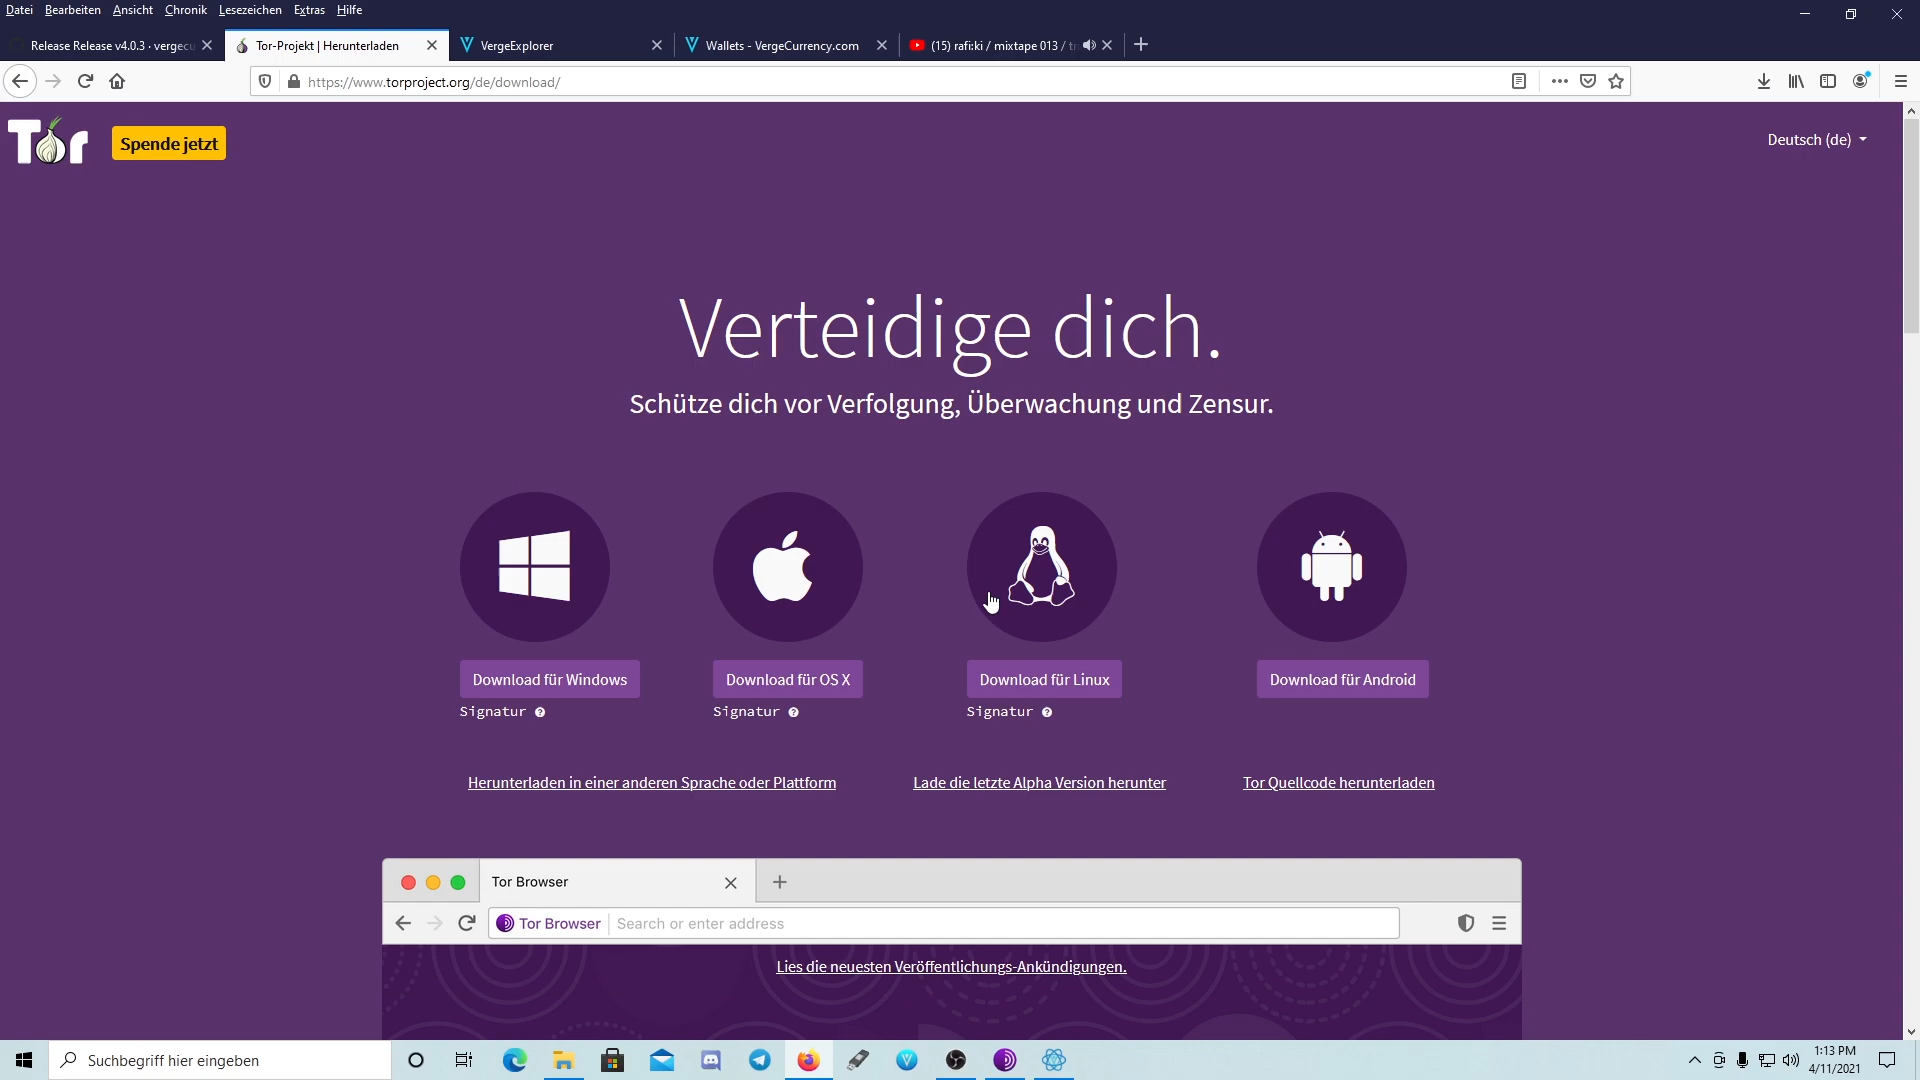 Datei Bearbeiten Ansicht Chronik Lesezeichen Extras Hilfe
Release Release v4.0.3 · vergecu Tor-Projekt | Herunterladen VergeExplorer Wallets - VergeCurrency.com (15) rafi:ki / mixtape 013 /
https://www.torproject.org/de/download/
Tor Spende jetzt Deutsch (de)
Verteidige dich.
Schütze dich vor Verfolgung, Überwachung und Zensur.
Download für Windows Download für OS X Download für Linux Download für Android
Signatur ? Signatur ? Signatur ?
Herunterladen in einer anderen Sprache oder Plattform Lade die letzte Alpha Version herunter Tor Quellcode herunterladen
Tor Browser
Tor Browser Search or enter address
Lies die neuesten Veröffentlichungs-Ankündigungen.
Suchbegriff hier eingeben
1:13 PM
4/11/2021